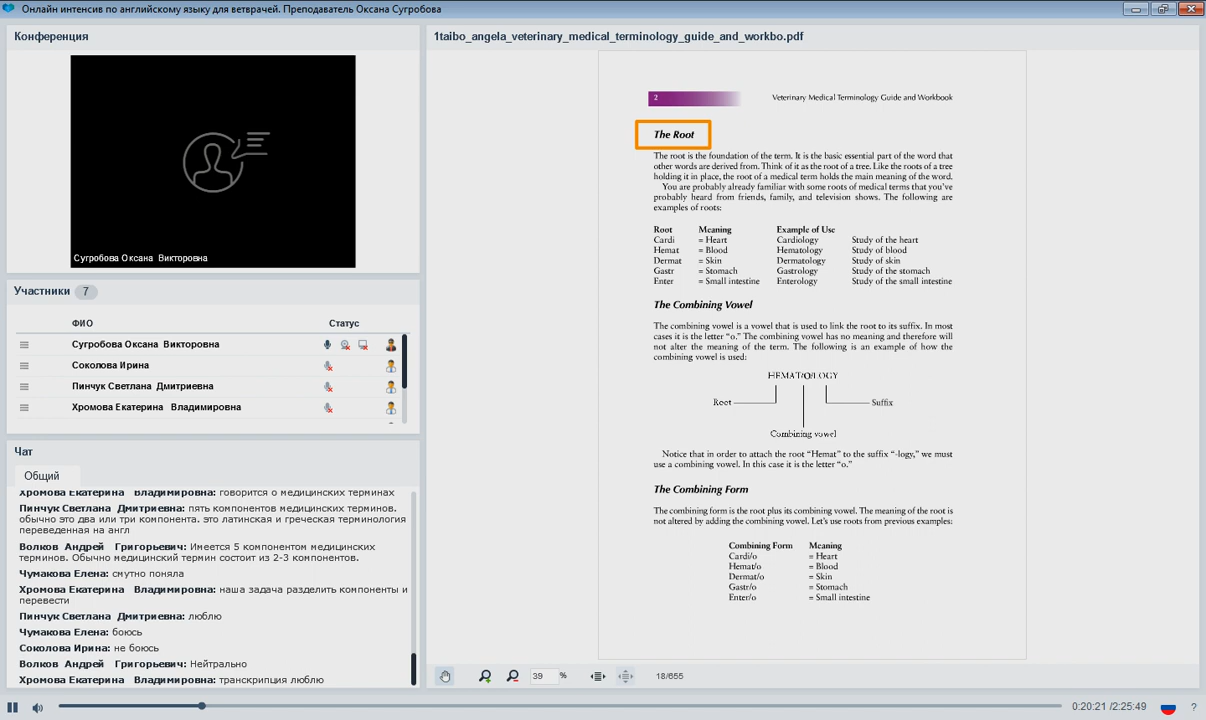 Онлайн интенсив по английскому языку для ветврачей. Преподаватель Оксана Сугробова
Конференция
Сугробова Оксана Викторовна
Участники 7
ФИО Статус
Сугробова Оксана Викторовна
Соколова Ирина
Пинчук Светлана Дмитриевна
Хромова Екатерина Владимировна
Чат
Общий
Хромова Екатерина Владимировна: говорится о медицинских терминах
Пинчук Светлана Дмитриевна: пять компонентов медицинских терминов.
обычно это два или три компонента. это латинская и греческая терминология
переведенная на англ
Волков Андрей Григорьевич: Имеется 5 компонентом медицинских
терминов. Обычно медицинский термин состоит из 2-3 компонентов.
Чумакова Елена: смутно поняла
Хромова Екатерина Владимировна: наша задача разделить компоненты и
перевести
Пинчук Светлана Дмитриевна: люблю
Чумакова Елена: боюсь
Соколова Ирина: не боюсь
Волков Андрей Григорьевич: Нейтрально
Хромова Екатерина Владимировна: транскрипция люблю
1taibo_angela_veterinary_medical_terminology_guide_and_workbo.pdf
2 Veterinary Medical Terminology Guide and Workbook
The Root
The root is the foundation of the term. It is the basic essential part of the word that
other words are derived from. Think of it as the root of a tree. Like the roots of a tree
holding it in place, the root of a medical term holds the main meaning of the word.
You are probably already familiar with some roots of medical terms that you've
probably heard from friends, family, and television shows. The following are
examples of roots:
Root Meaning Example of Use
Cardi = Heart Cardiology Study of the heart
Hemat = Blood Hematology Study of blood
Dermat = Skin Dermatology Study of skin
Gastr = Stomach Gastrology Study of the stomach
Enter = Small intestine Enterology Study of the small intestine
The Combining Vowel
The combining vowel is a vowel that is used to link the root to its suffix. In most
cases it is the letter "o." The combining vowel has no meaning and therefore will
not alter the meaning of the term. The following is an example of how the
combining vowel is used:
HEMAT/O/LOGY
Root Suffix
Combining vowel
Notice that in order to attach the root "Hemat" to the suffix "-logy," we must
use a combining vowel. In this case it is the letter "o."
The Combining Form
The combining form is the root plus its combining vowel. The meaning of the root is
not altered by adding the combining vowel. Let's use roots from previous examples:
Combining Form Meaning
Cardi/o = Heart
Hemat/o = Blood
Dermat/o = Skin
Gastr/o = Stomach
Enter/o = Small intestine
39 % 18/655
0:20:21 /2:25:49 ?